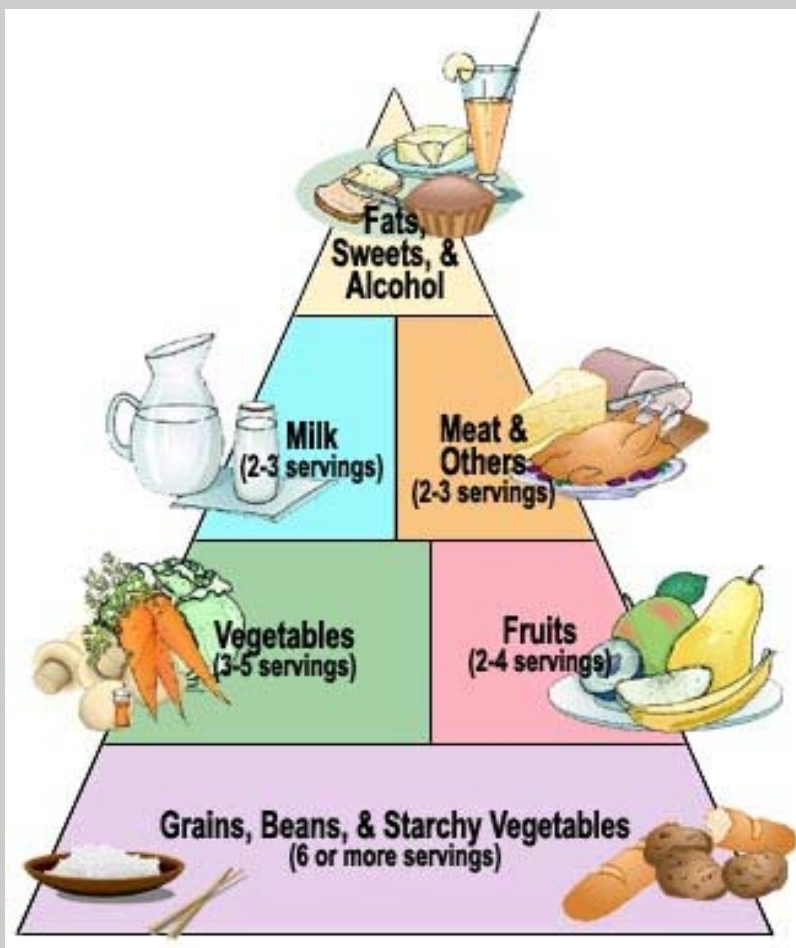 Fats,
Sweets, &
Alcohol
Milk
(2-3 servings)
Meat &
Others
(2-3 servings)
Vegetables
(3-5 servings)
Fruits
(2-4 servings)
Grains, Beans, & Starchy Vegetables
(6 or more servings)